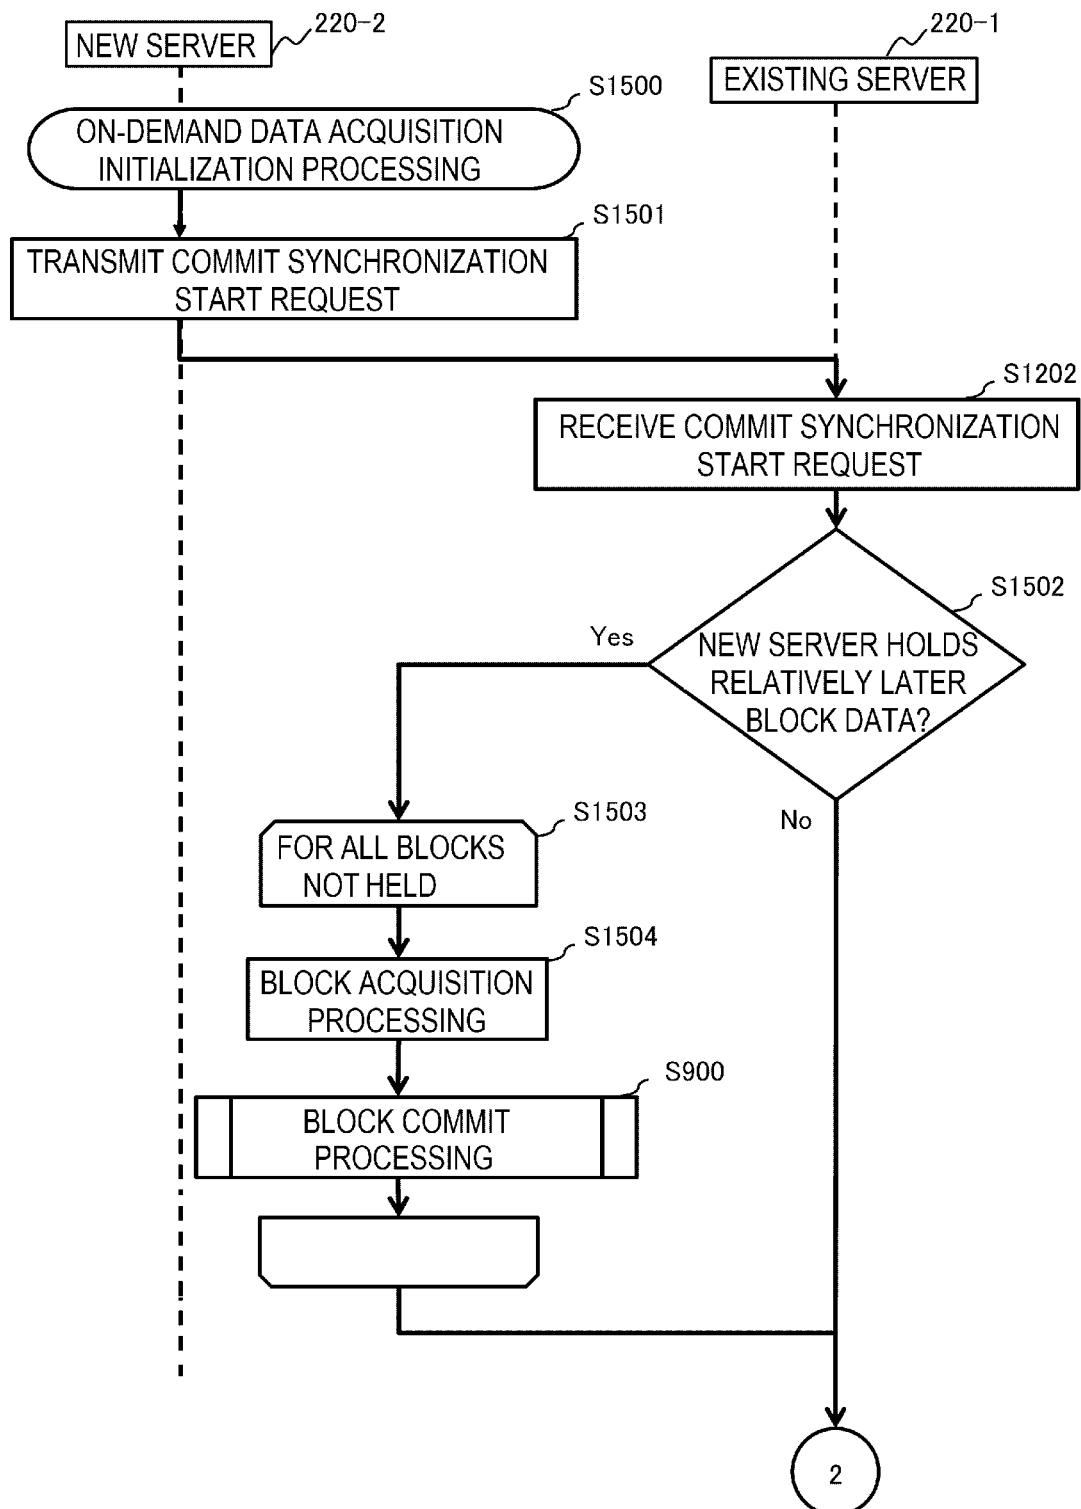 220-2
NEW SERVER
220-1
EXISTING SERVER
S1500
ON-DEMAND DATA ACQUISITION
INITIALIZATION PROCESSING
S1501
TRANSMIT COMMIT SYNCHRONIZATION
START REQUEST
S1202
RECEIVE COMMIT SYNCHRONIZATION
START REQUEST
S1502
NEW SERVER HOLDS
RELATIVELY LATER
BLOCK DATA?
Yes
No
S1503
FOR ALL BLOCKS
NOT HELD
S1504
BLOCK ACQUISITION
PROCESSING
S900
BLOCK COMMIT
PROCESSING
2